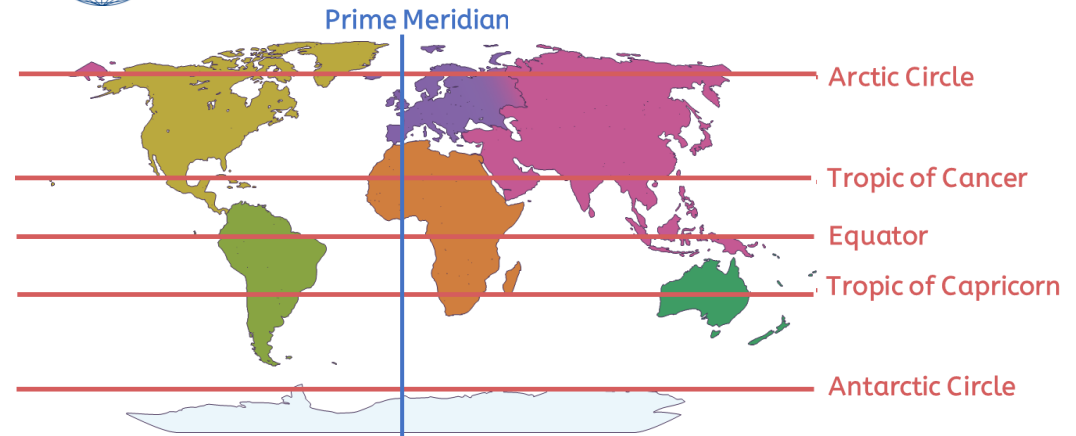 Prime Meridian
Arctic Circle
Tropic of Cancer
Equator
Tropic of Capricorn
Antarctic Circle